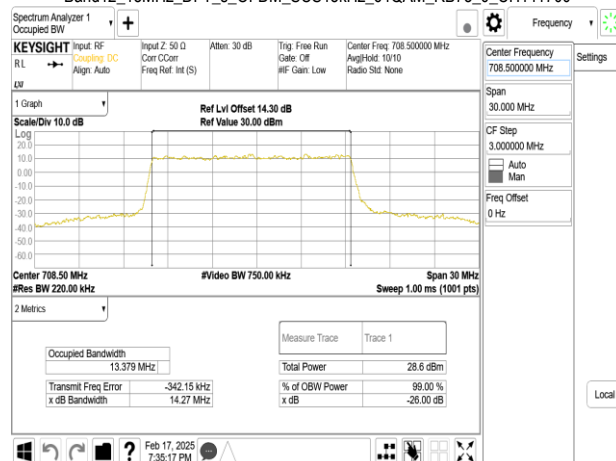 Spectrum Analyzer 1
Occupied BW
Frequency
KEYSIGHT
RL
Input: RF
Coupling: DC
Align: Auto
Input Z: 50 Ω
Corr CCorr
Freq Ref: Int (S)
Atten: 30 dB
Trig: Free Run
Gate: Off
#IF Gain: Low
Center Freq: 708.500000 MHz
Avg|Hold: 10/10
Radio Std: None
Center Frequency
708.500000 MHz
Settings
Span
30.000 MHz
CF Step
3.000000 MHz
Auto
Man
Freq Offset
0 Hz
1 Graph
Scale/Div 10.0 dB
Ref Lvl Offset 14.30 dB
Ref Value 30.00 dBm
Log
20.0
10.0
0.00
-10.0
-20.0
-30.0
-40.0
-50.0
-60.0
Center 708.50 MHz
#Video BW 750.00 kHz
Span 30 MHz
#Res BW 220.00 kHz
Sweep 1.00 ms (1001 pts)
2 Metrics
Measure Trace
Trace 1
Occupied Bandwidth
13.379 MHz
Total Power
28.6 dBm
Transmit Freq Error
-342.15 kHz
% of OBW Power
99.00 %
x dB Bandwidth
14.27 MHz
x dB
-26.00 dB
Local
?
Feb 17, 2025
7:35:17 PM